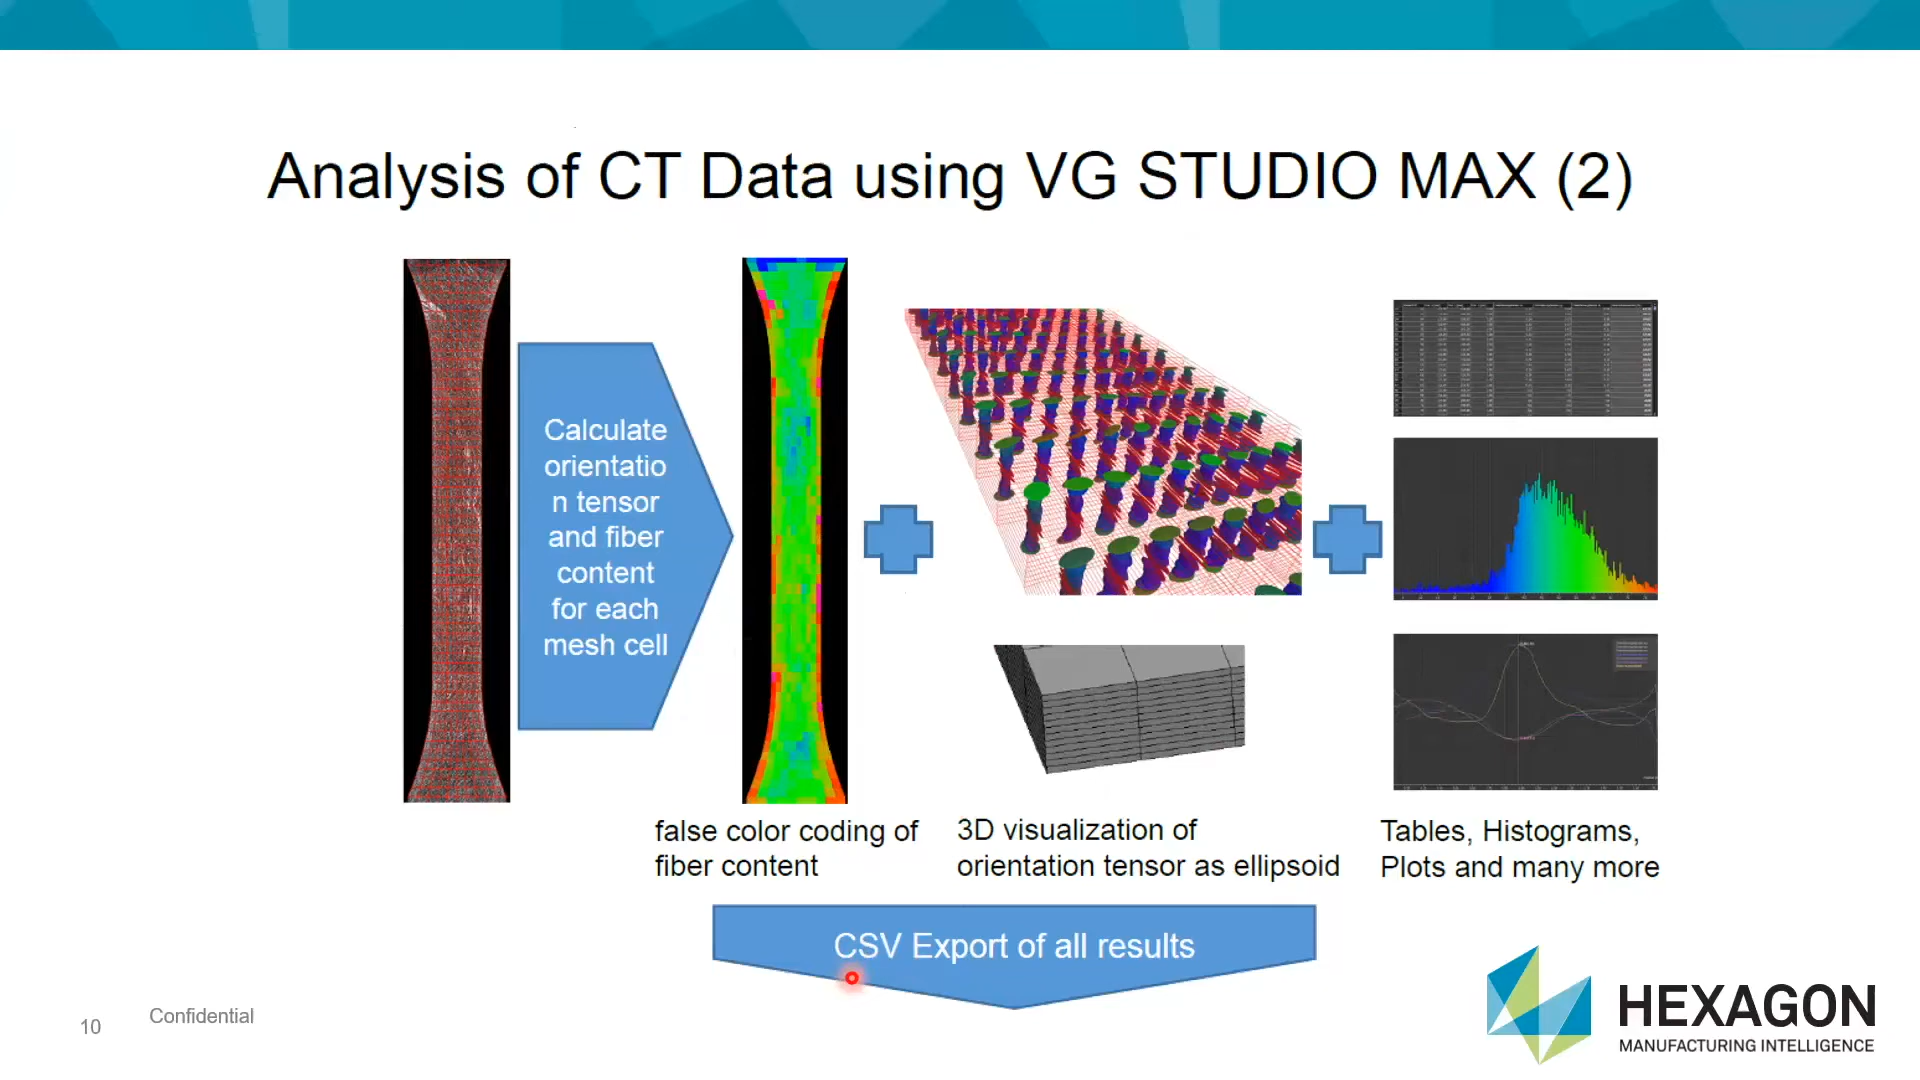 Analysis of CT Data using VG STUDIO MAX (2)
Calculate
orientatio
n tensor
and fiber
content
for each
mesh cell
false color coding of
fiber content
3D visualization of
orientation tensor as ellipsoid
Tables, Histograms,
Plots and many more
CSV Export of all results
10
Confidential
HEXAGON
MANUFACTURING INTELLIGENCE